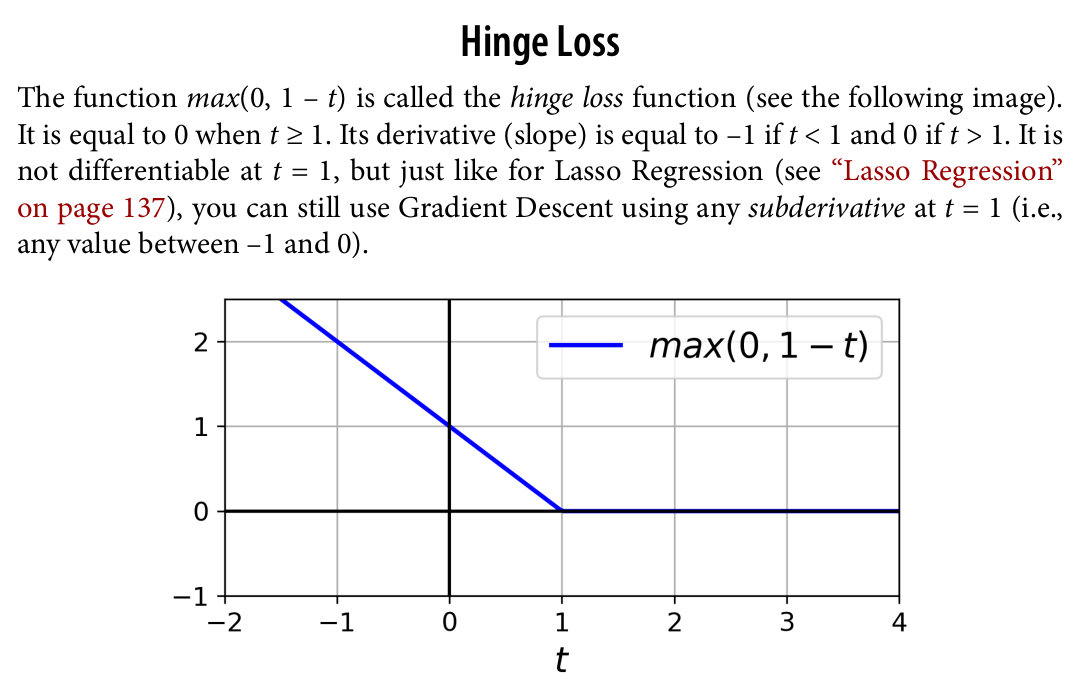 Hinge Loss
The function max(0, 1 – t) is called the hinge loss function (see the following image).
It is equal to 0 when t ≥ 1. Its derivative (slope) is equal to –1 if t < 1 and 0 if t > 1. It is
not differentiable at t = 1, but just like for Lasso Regression (see “Lasso Regression”
on page 137), you can still use Gradient Descent using any subderivative at t = 1 (i.e.,
any value between –1 and 0).
max(0, 1 − t)
2
1
0
−1
−2 −1 0 1 2 3 4
t